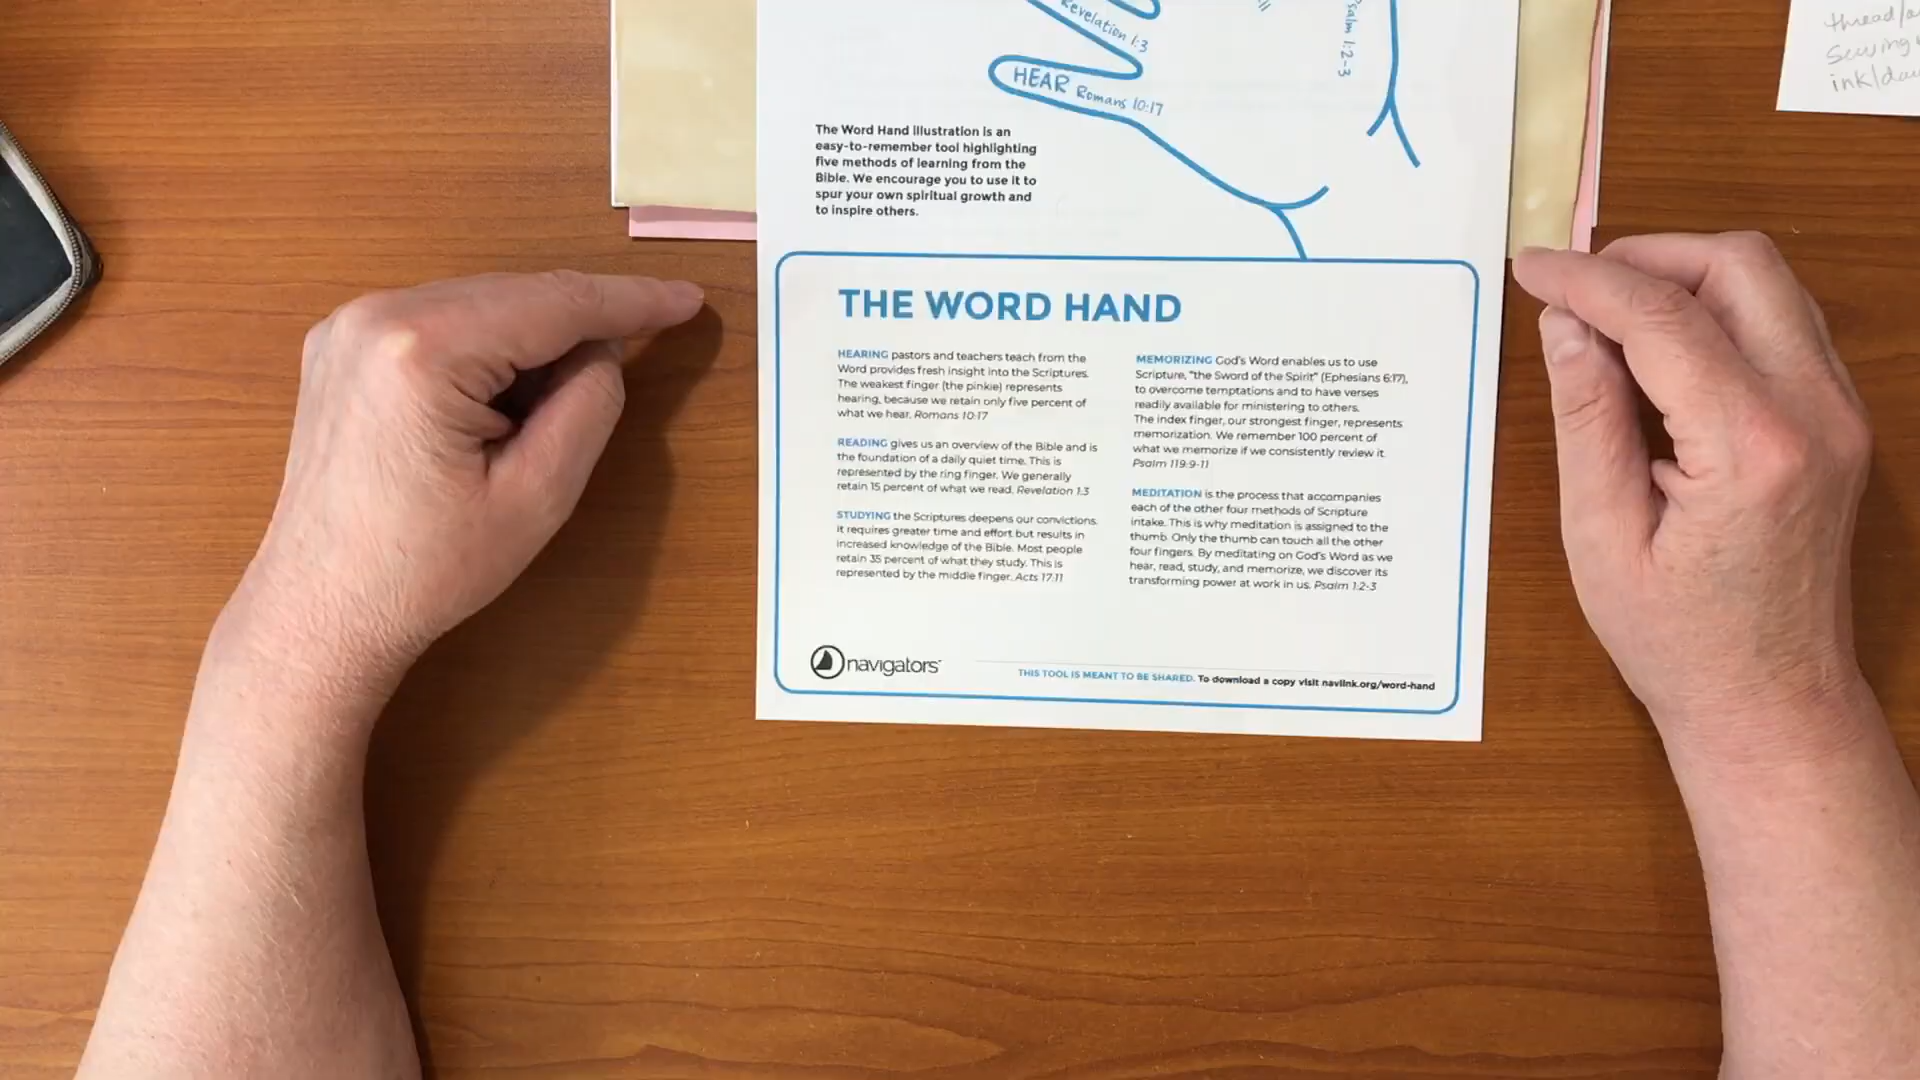 Revelation 1:3
Psalm 1:2-3
HEAR Romans 10:17
The Word Hand illustration is an
easy-to-remember tool highlighting
five methods of learning from the
Bible. We encourage you to use it to
spur your own spiritual growth and
to inspire others.
THE WORD HAND
HEARING pastors and teachers teach from the
Word provides fresh insight into the Scriptures.
The weakest finger (the pinkie) represents
hearing, because we retain only five percent of
what we hear. Romans 10:17
READING gives us an overview of the Bible and is
the foundation of a daily quiet time. This is
represented by the ring finger. We generally
retain 15 percent of what we read. Revelation 1:3
STUDYING the Scriptures deepens our convictions.
It requires greater time and effort but results in
increased knowledge of the Bible. Most people
retain 35 percent of what they study. This is
represented by the middle finger. Acts 17:11
MEMORIZING God's Word enables us to use
Scripture, "the Sword of the Spirit" (Ephesians 6:17),
to overcome temptations and to have verses
readily available for ministering to others.
The index finger, our strongest finger, represents
memorization. We remember 100 percent of
what we memorize if we consistently review it.
Psalm 119:9-11
MEDITATION is the process that accompanies
each of the other four methods of Scripture
intake. This is why meditation is assigned to the
thumb. Only the thumb can touch all the other
four fingers. By meditating on God's Word as we
hear, read, study, and memorize, we discover its
transforming power at work in us. Psalm 1:2-3
navigators
THIS TOOL IS MEANT TO BE SHARED. To download a copy visit navlink.org/word-hand
thread/
Sewing
ink/